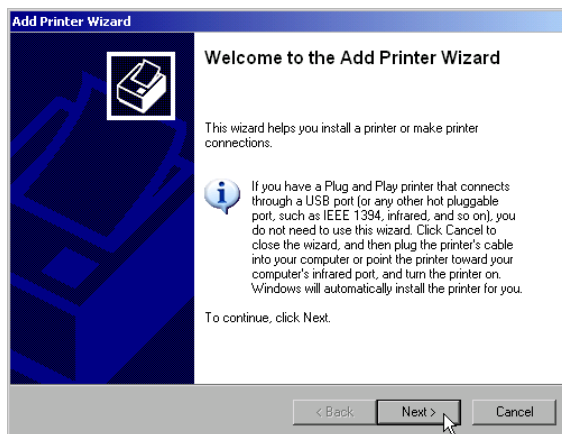 Add Printer Wizard
Welcome to the Add Printer Wizard
This wizard helps you install a printer or make printer
connections.
If you have a Plug and Play printer that connects
through a USB port (or any other hot pluggable
port, such as IEEE 1394, infrared, and so on), you
do not need to use this wizard. Click Cancel to
close the wizard, and then plug the printer's cable
into your computer or point the printer toward your
computer's infrared port, and turn the printer on.
Windows will automatically install the printer for you.
To continue, click Next.
< Back
Next >
Cancel